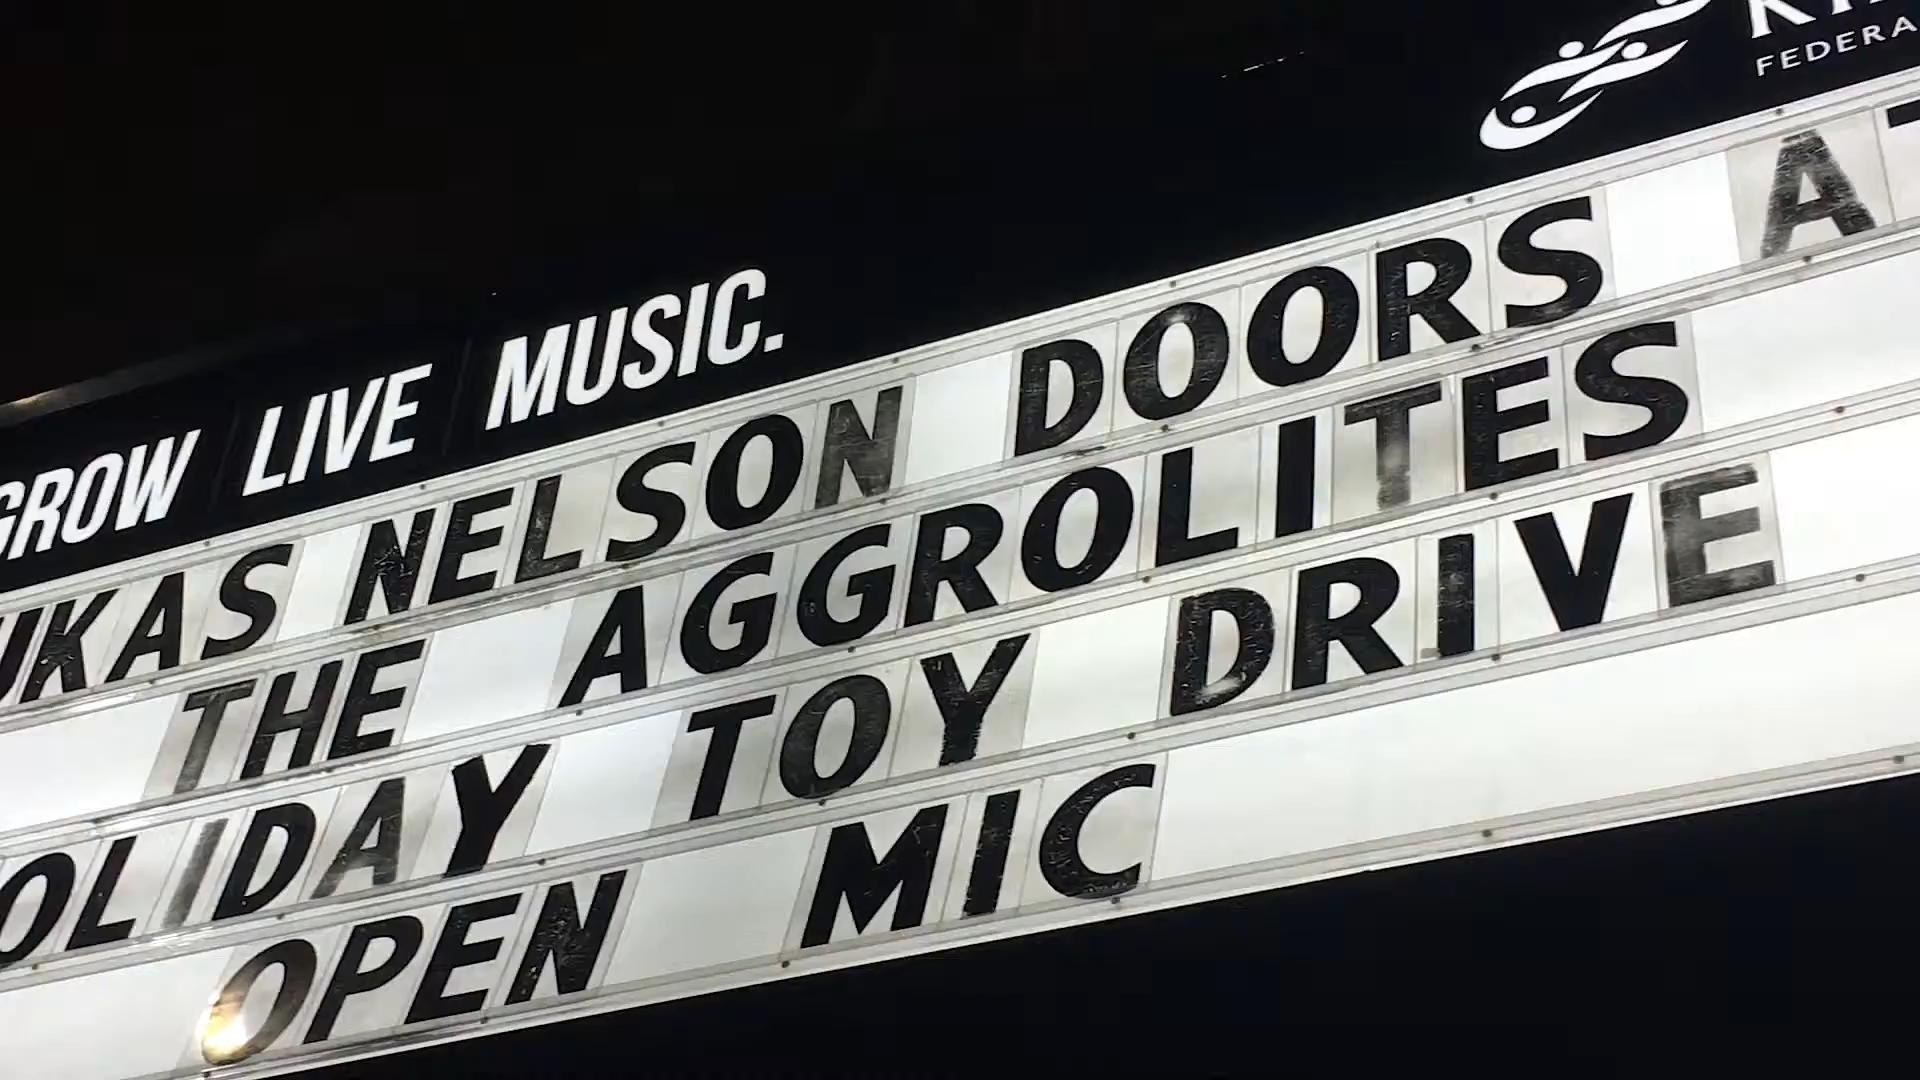 GROW LIVE MUSIC.
FEDERA
UKAS NELSON DOORS AT
THE AGGROLITES
OLIDAY TOY DRIVE
OPEN MIC